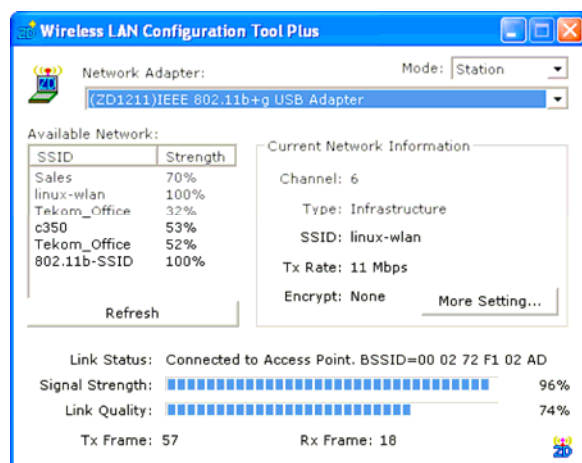 Wireless LAN Configuration Tool Plus
Network Adapter:
Mode: Station
(ZD1211)IEEE 802.11b+g USB Adapter
Available Network:
SSID Strength
Sales 70%
linux-wlan 100%
Tekom_Office 32%
c350 53%
Tekom_Office 52%
802.11b-SSID 100%
Refresh
Current Network Information
Channel: 6
Type: Infrastructure
SSID: linux-wlan
Tx Rate: 11 Mbps
Encrypt: None
More Setting...
Link Status: Connected to Access Point. BSSID=00 02 72 F1 02 AD
Signal Strength: 96%
Link Quality: 74%
Tx Frame: 57 Rx Frame: 18
ZD